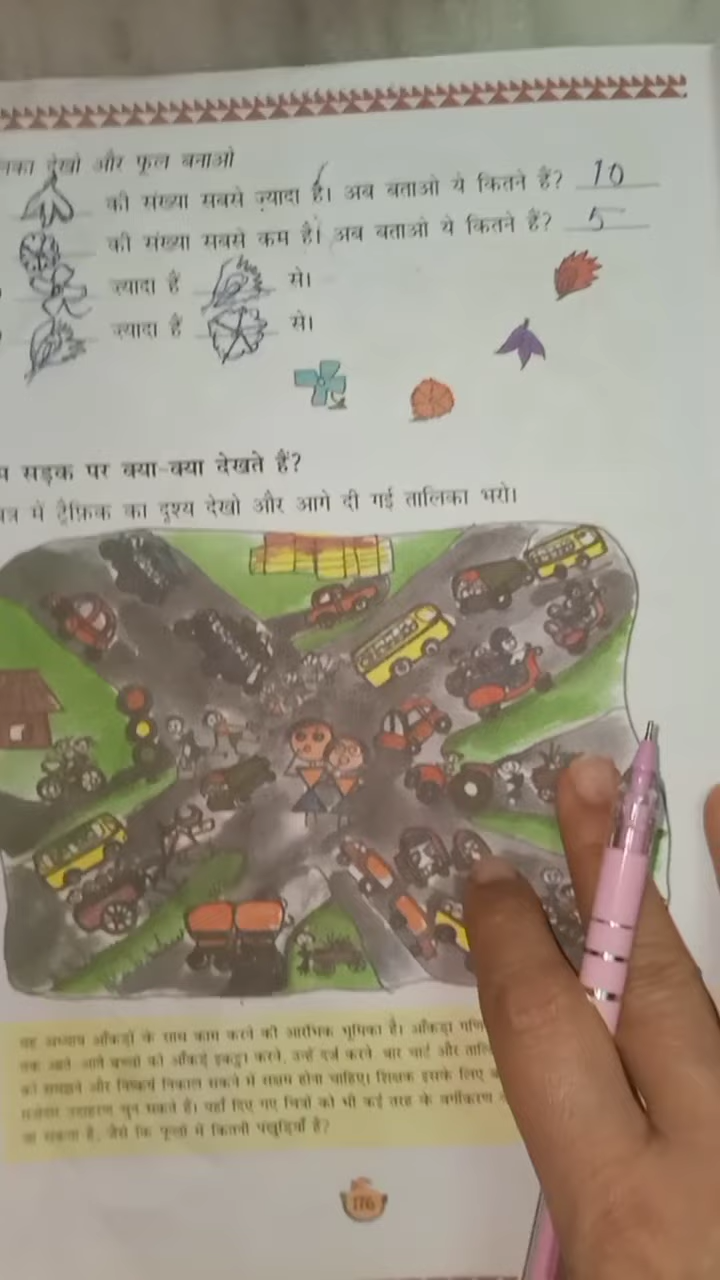 देखो और फूल बनाओ
की संख्या सबसे ज़्यादा है। अब बताओ ये कितने हैं? 10
की संख्या सबसे कम है। अब बताओ ये कितने हैं? 5
ज्यादा हैं से।
ज्यादा हैं से।
सड़क पर क्या-क्या देखते हैं?
में ट्रैफ़िक का दृश्य देखो और आगे दी गई तालिका भरो।
यह अध्याय आँकड़ों के साथ काम करने की आरंभिक भूमिका है। आँकड़ा
आते आते बच्चों को आँकड़े इकट्ठा करने, उन्हें दर्ज करने, बार चार्ट और
को समझने और निष्कर्ष निकाल सकने में सक्षम होना चाहिए। शिक्षक इसके लिए
उदाहरण चुन सकते हैं। यहाँ दिए गए चित्रों को भी कई तरह के वर्गीकरण
जा सकता है, जैसे कि फूलों में कितनी पंखुड़ियाँ हैं?
176